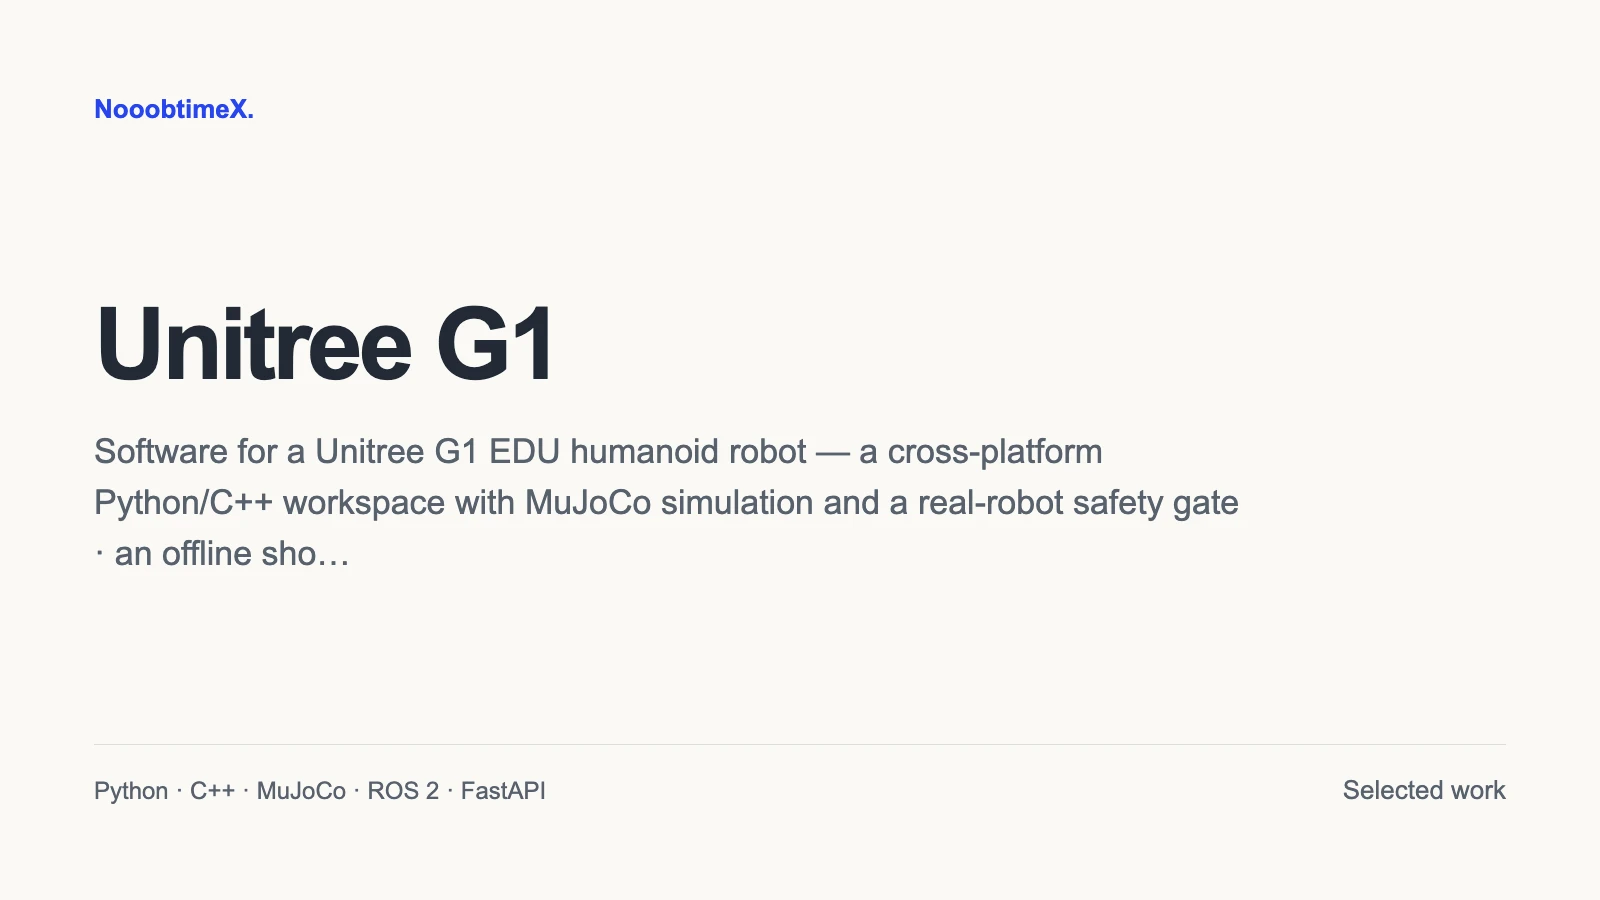 NooobtimeX.
Unitree G1
Software for a Unitree G1 EDU humanoid robot — a cross-platform
Python/C++ workspace with MuJoCo simulation and a real-robot safety gate
· an offline sho…
Python · C++ · MuJoCo · ROS 2 · FastAPI
Selected work